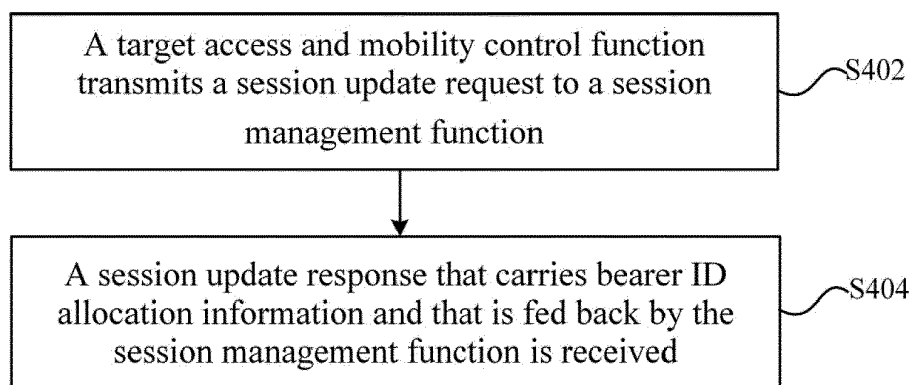 A target access and mobility control function
transmits a session update request to a session
management function
S402
A session update response that carries bearer ID
allocation information and that is fed back by the
session management function is received
S404